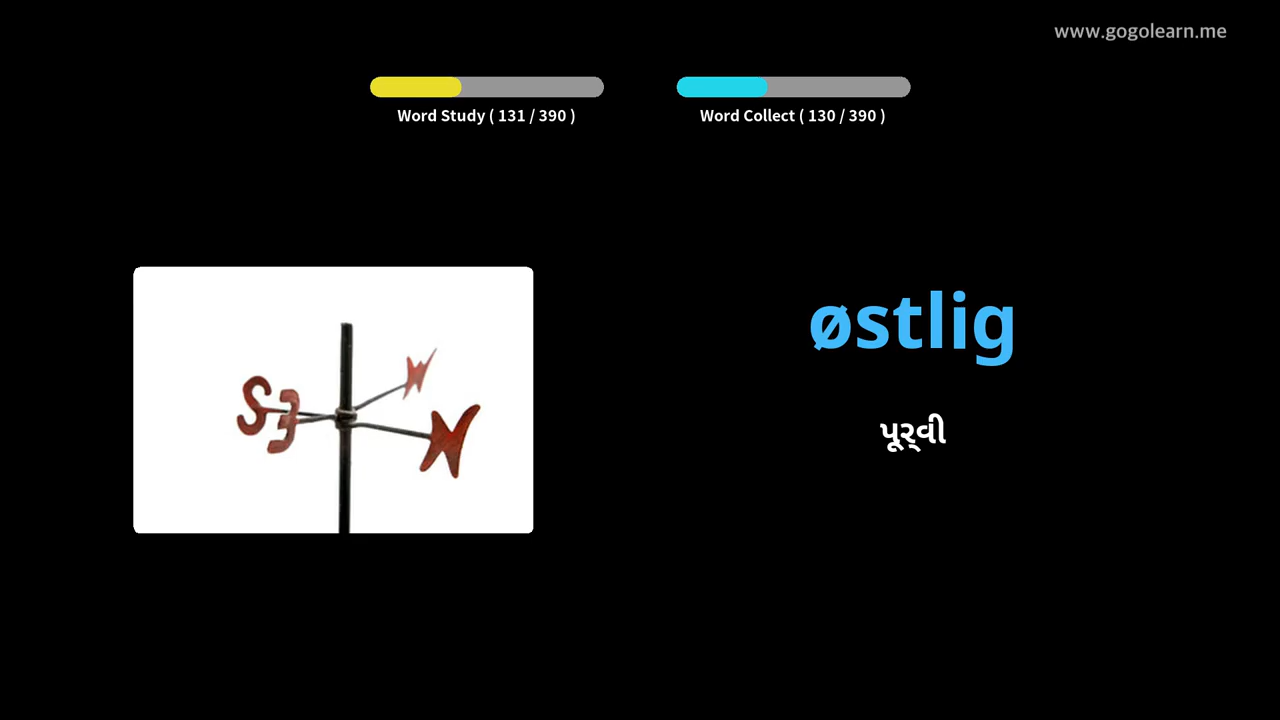 www.gogolearn.me
Word Study ( 131 / 390 )
Word Collect ( 130 / 390 )
østlig
પૂર્વી
S E W N